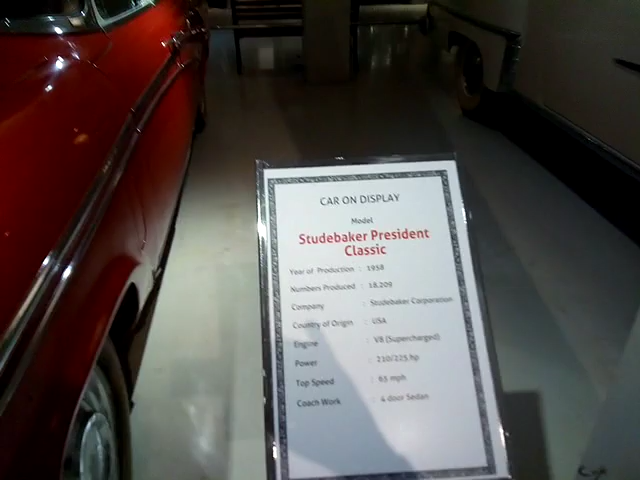 CAR ON DISPLAY
Model
Studebaker President
Classic
Year of Production : 1958
Numbers Produced : 18,209
Company : Studebaker Corporation
Country of Origin : USA
Engine : V8 (Supercharged)
Power : 210/225 hp
Top Speed : 65 mph
Coach Work : 4 door Sedan